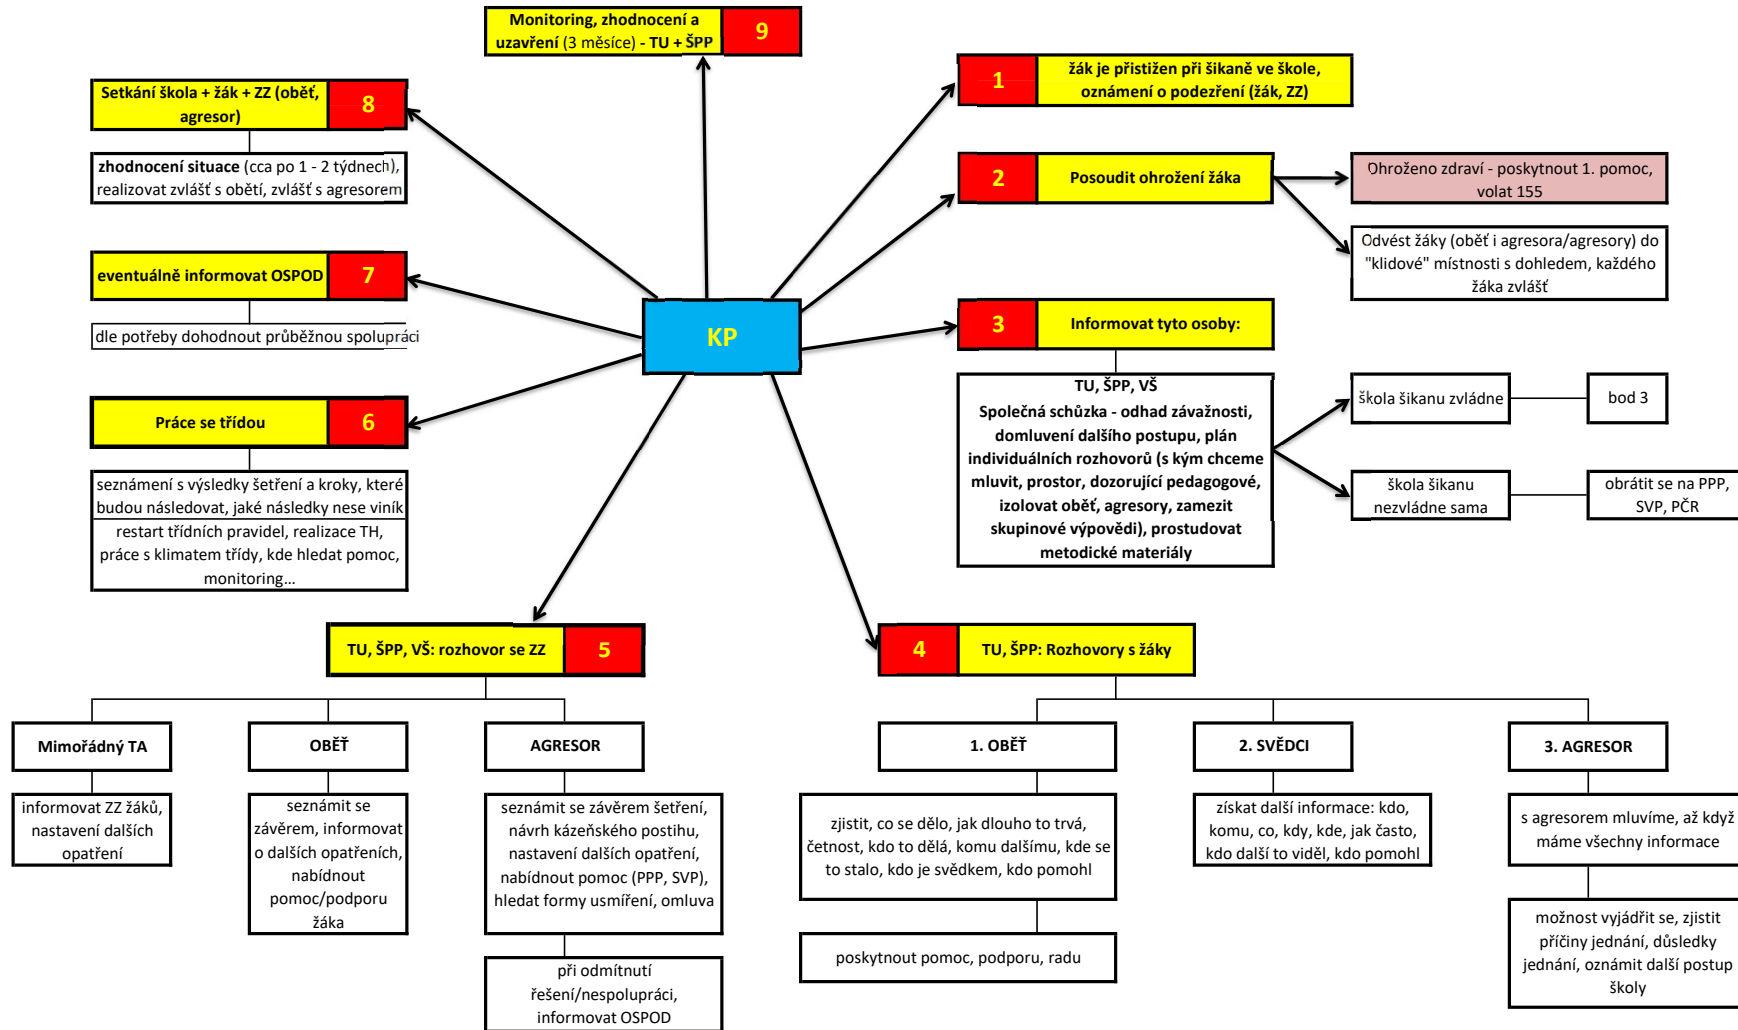 Monitoring, zhodnocení a
uzavření (3 měsíce) - TU + ŠPP
9
1
žák je přistižen při šikaně ve škole,
oznámení o podezření (žák, ZZ)
Setkání škola + žák + ZZ (oběť,
agresor)
8
zhodnocení situace (cca po 1 - 2 týdnech),
realizovat zvlášť s obětí, zvlášť s agresorem
2
Posoudit ohrožení žáka
Ohroženo zdraví - poskytnout 1. pomoc,
volat 155
Odvést žáky (oběť i agresora/agresory) do
"klidové" místnosti s dohledem, každého
žáka zvlášť
eventuálně informovat OSPOD
7
dle potřeby dohodnout průběžnou spolupráci
KP
3
Informovat tyto osoby:
TU, ŠPP, VŠ
Společná schůzka - odhad závažnosti,
domluvení dalšího postupu, plán
individuálních rozhovorů (s kým chceme
mluvit, prostor, dozorující pedagogové,
izolovat oběť, agresory, zamezit
skupinové výpovědi), prostudovat
metodické materiály
škola šikanu zvládne
bod 3
škola šikanu
nezvládne sama
obrátit se na PPP,
SVP, PČR
Práce se třídou
6
seznámení s výsledky šetření a kroky, které
budou následovat, jaké následky nese viník
restart třídních pravidel, realizace TH,
práce s klimatem třídy, kde hledat pomoc,
monitoring...
TU, ŠPP, VŠ: rozhovor se ZZ
5
Mimořádný TA
informovat ZZ žáků,
nastavení dalších
opatření
OBĚŤ
seznámit se
závěrem, informovat
o dalších opatřeních,
nabídnout
pomoc/podporu
žáka
AGRESOR
seznámit se závěrem šetření,
návrh kázeňského postihu,
nastavení dalších opatření,
nabídnout pomoc (PPP, SVP),
hledat formy usmíření, omluva
při odmítnutí
řešení/nespolupráci,
informovat OSPOD
4
TU, ŠPP: Rozhovory s žáky
1. OBĚŤ
zjistit, co se dělo, jak dlouho to trvá,
četnost, kdo to dělá, komu dalšímu, kde se
to stalo, kdo je svědkem, kdo pomohl
poskytnout pomoc, podporu, radu
2. SVĚDCI
získat další informace: kdo,
komu, co, kdy, kde, jak často,
kdo další to viděl, kdo pomohl
3. AGRESOR
s agresorem mluvíme, až když
máme všechny informace
možnost vyjádřit se, zjistit
příčiny jednání, důsledky
jednání, oznámit další postup
školy